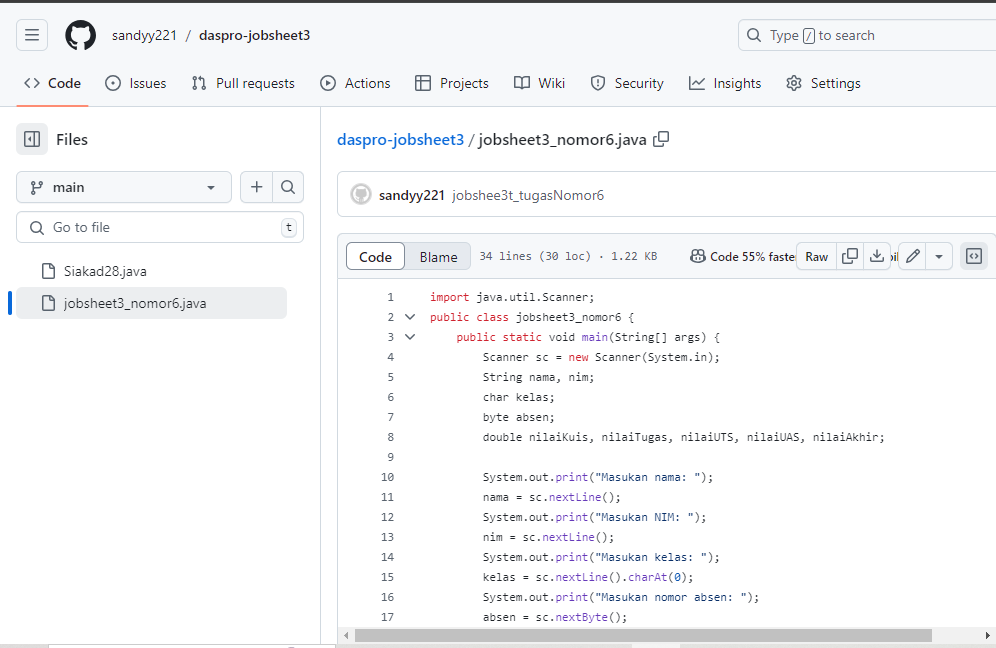 sandyy221 / daspro-jobsheet3
Type / to search
Code Issues Pull requests Actions Projects Wiki Security Insights Settings
Files
main
Go to file t
Siakad28.java
jobsheet3_nomor6.java
daspro-jobsheet3 / jobsheet3_nomor6.java
sandyy221 jobshee3t_tugasNomor6
Code Blame 34 lines (30 loc) · 1.22 KB Code 55% faster Raw
1 import java.util.Scanner;
2 public class jobsheet3_nomor6 {
3 public static void main(String[] args) {
4 Scanner sc = new Scanner(System.in);
5 String nama, nim;
6 char kelas;
7 byte absen;
8 double nilaiKuis, nilaiTugas, nilaiUTS, nilaiUAS, nilaiAkhir;
9
10 System.out.print("Masukan nama: ");
11 nama = sc.nextLine();
12 System.out.print("Masukan NIM: ");
13 nim = sc.nextLine();
14 System.out.print("Masukan kelas: ");
15 kelas = sc.nextLine().charAt(0);
16 System.out.print("Masukan nomor absen: ");
17 absen = sc.nextByte();